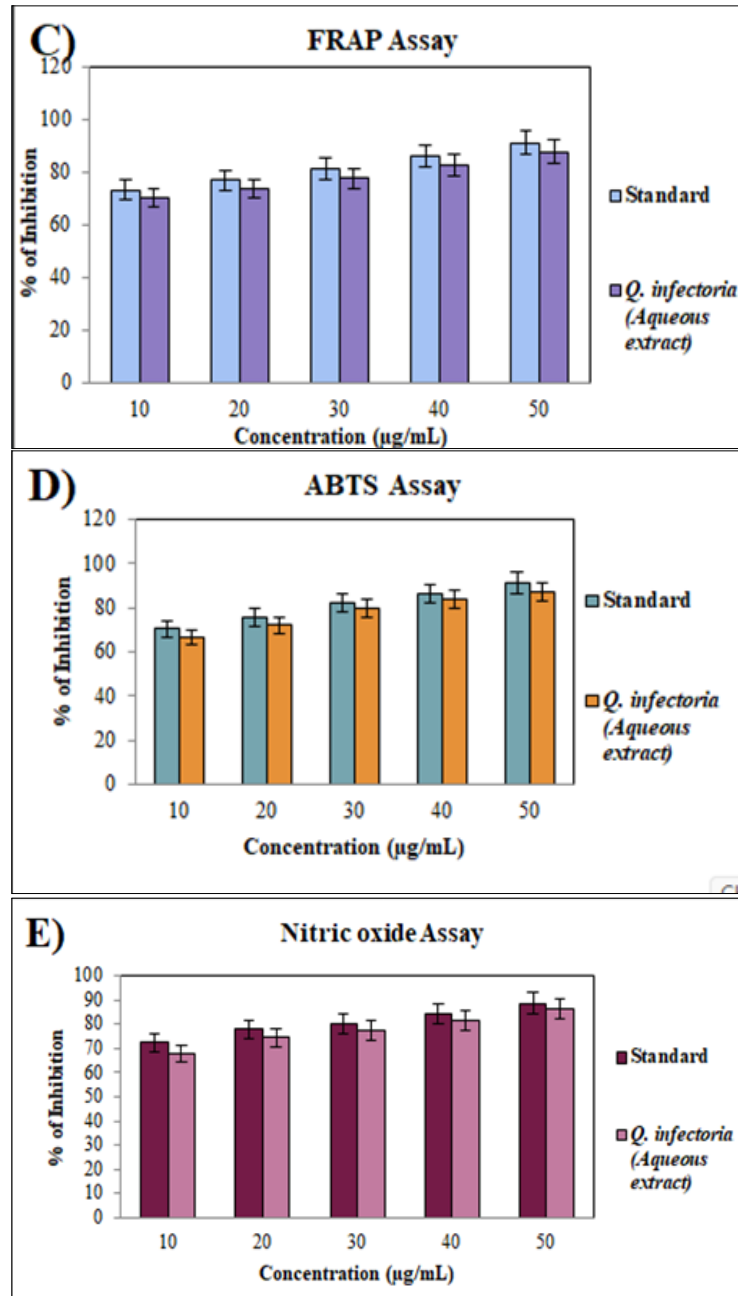 C)
FRAP Assay
120
100
80
60
40
20
0
% of Inhibition
10 20 30 40 50
Concentration (µg/mL)
Standard
Q. infectoria
(Aqueous
extract)
D)
ABTS Assay
120
100
80
60
40
20
0
% of Inhibition
10 20 30 40 50
Concentration (µg/mL)
Standard
Q. infectoria
(Aqueous
extract)
E)
Nitric oxide Assay
100
90
80
70
60
50
40
30
20
10
0
% of Inhibition
10 20 30 40 50
Concentration (µg/mL)
Standard
Q. infectoria
(Aqueous
extract)